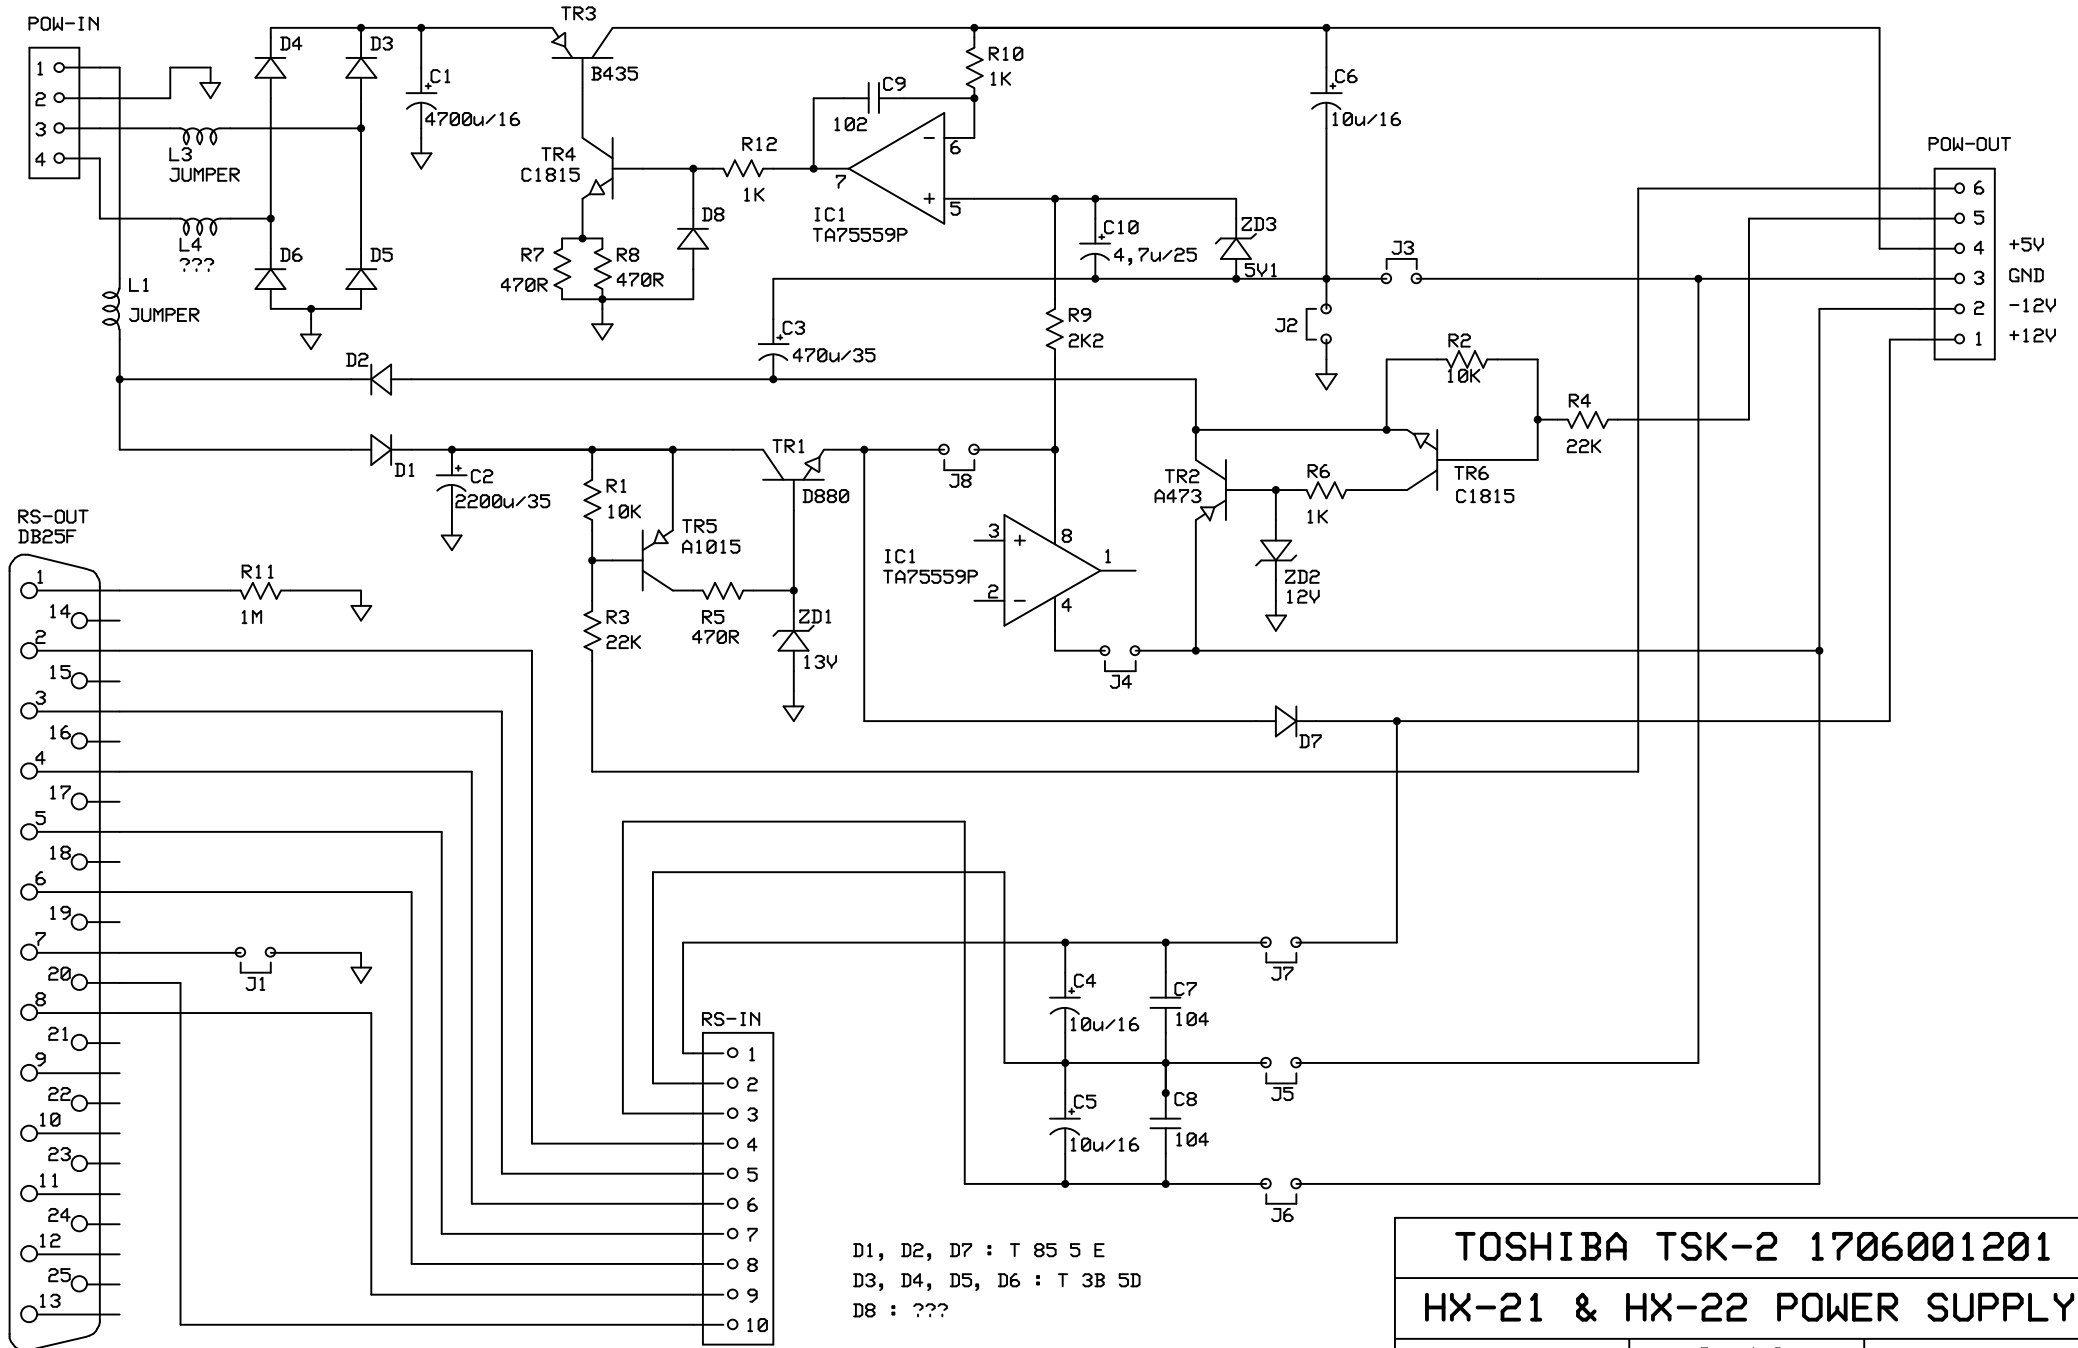 POW-IN
1
2
3
4
D4
D3
C1
4700u/16
TR3
B435
R10
1K
C9
102
C6
10u/16
POW-OUT
6
5
4
3
2
1
+5V
GND
-12V
+12V
L3
JUMPER
L4
???
D6
D5
L1
JUMPER
TR4
C1815
R12
1K
7
6
5
-
+
IC1
TA75559P
D8
R7
470R
R8
470R
C10
4,7u/25
ZD3
5V1
J3
J2
C3
470u/35
R9
2K2
D2
D1
C2
2200u/35
R1
10K
TR1
D880
J8
TR5
A1015
R5
470R
ZD1
13V
R3
22K
IC1
TA75559P
3
2
+
-
8
4
1
J4
TR2
A473
R6
1K
ZD2
12V
R2
10K
R4
22K
TR6
C1815
D7
RS-OUT
DB25F
1
14
2
15
3
16
4
17
5
18
6
19
7
20
8
21
9
22
10
23
11
24
12
25
13
R11
1M
J1
RS-IN
1
2
3
4
5
6
7
8
9
10
C4
10u/16
C7
104
C5
10u/16
C8
104
J7
J5
J6
D1, D2, D7 : T 85 5 E
D3, D4, D5, D6 : T 3B 5D
D8 : ???
TOSHIBA TSK-2 1706001201
HX-21 & HX-22 POWER SUPPLY